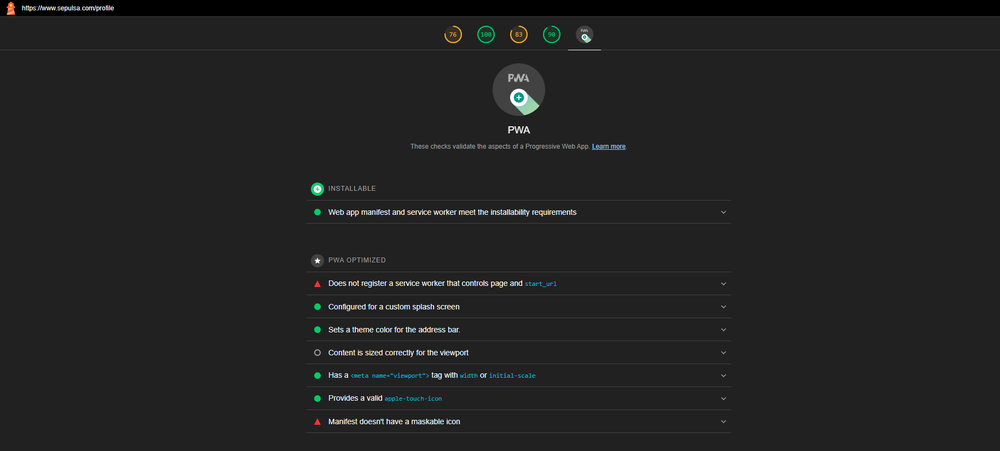 https://www.sepulsa.com/profile
76 100 83 90 PWA
PWA
PWA
These checks validate the aspects of a Progressive Web App. Learn more.
INSTALLABLE
Web app manifest and service worker meet the installability requirements
PWA OPTIMIZED
Does not register a service worker that controls page and start_url
Configured for a custom splash screen
Sets a theme color for the address bar.
Content is sized correctly for the viewport
Has a <meta name="viewport"> tag with width or initial-scale
Provides a valid apple-touch-icon
Manifest doesn't have a maskable icon